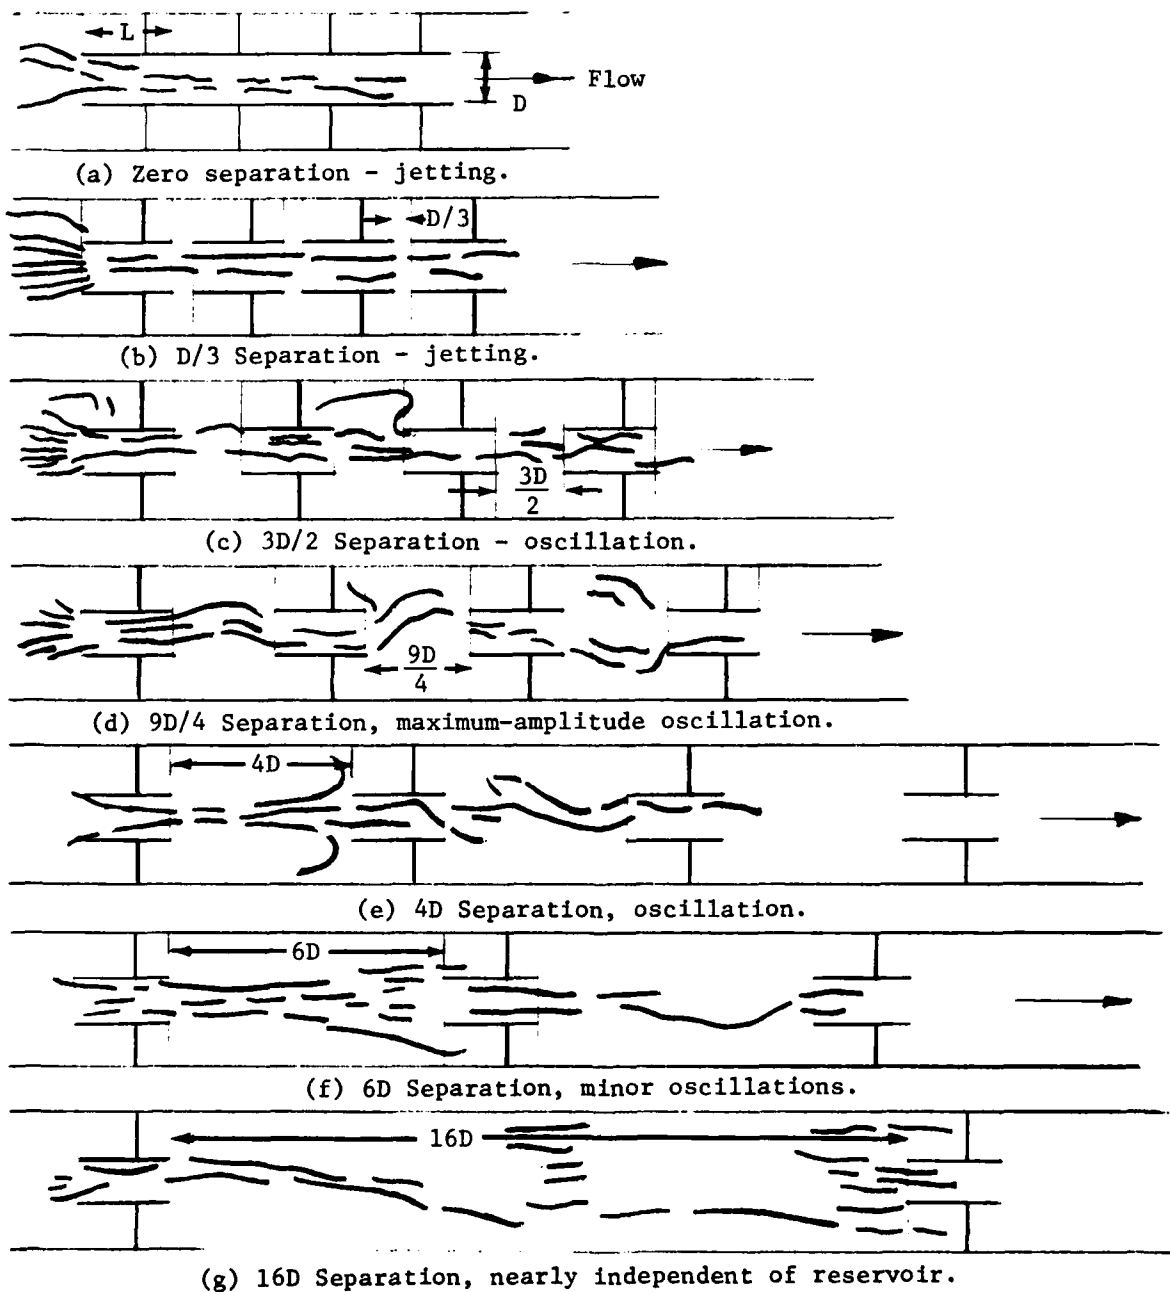 L
Flow
D
(a) Zero separation - jetting.
D/3
(b) D/3 Separation - jetting.
3D
2
(c) 3D/2 Separation - oscillation.
9D
4
(d) 9D/4 Separation, maximum-amplitude oscillation.
4D
(e) 4D Separation, oscillation.
6D
(f) 6D Separation, minor oscillations.
16D
(g) 16D Separation, nearly independent of reservoir.